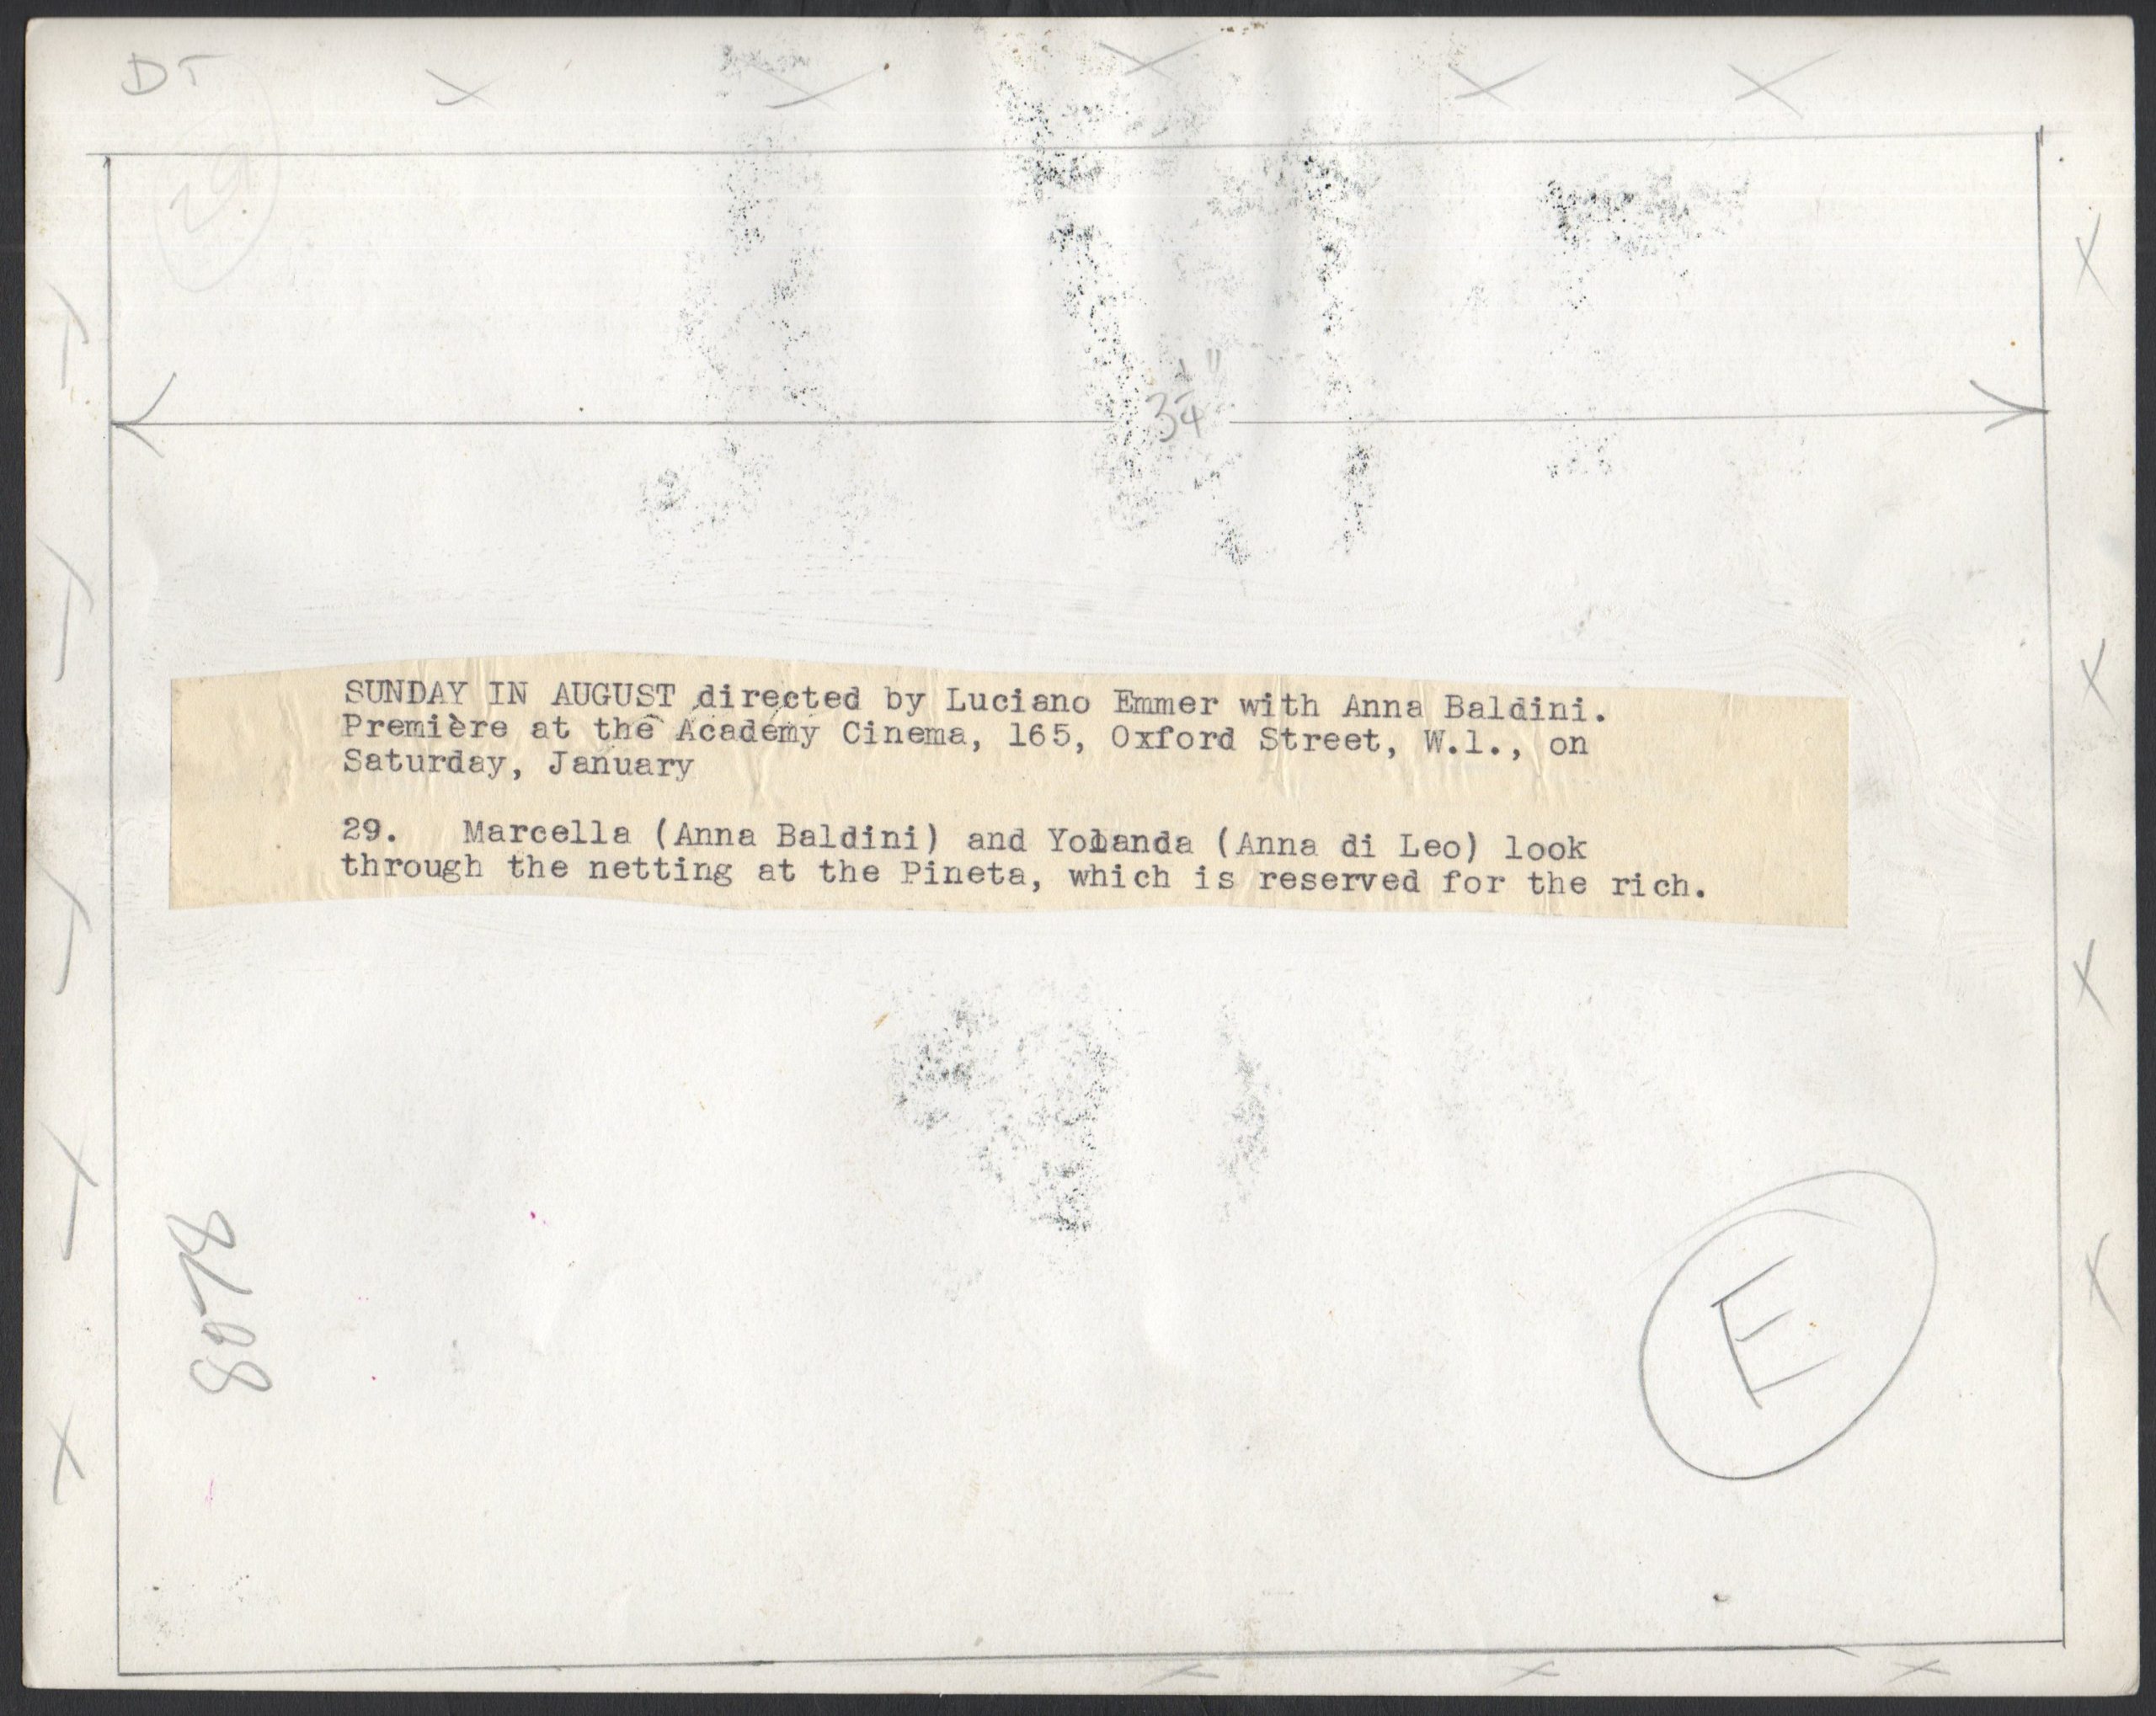 DT
29
3 1/4"
SUNDAY IN AUGUST directed by Luciano Emmer with Anna Baldini.
Première at the Academy Cinema, 165, Oxford Street, W.1., on
Saturday, January
29. Marcella (Anna Baldini) and Yolanda (Anna di Leo) look
through the netting at the Pineta, which is reserved for the rich.
8078
E